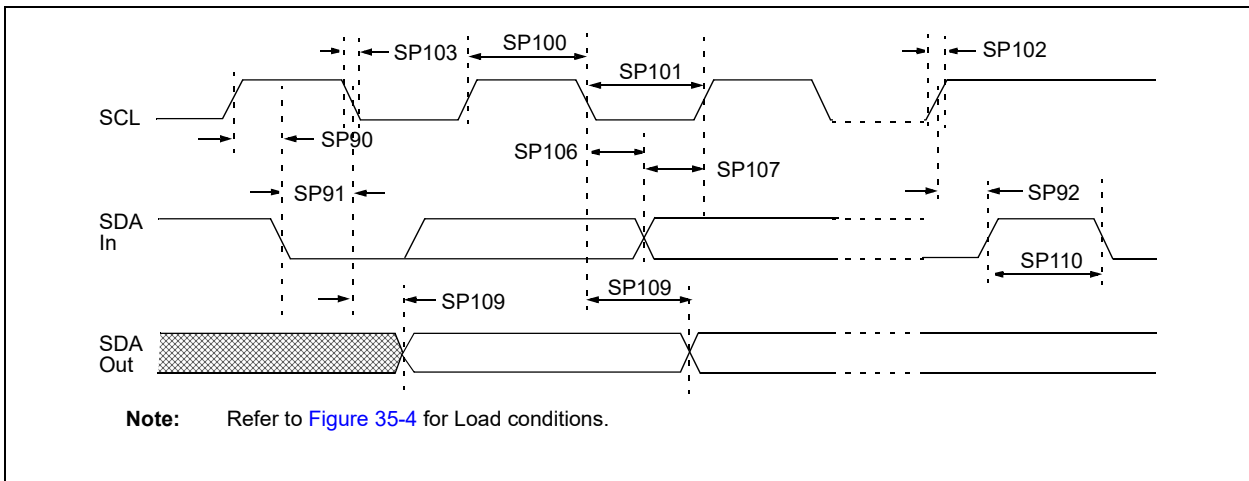 SP103
SP100
SP101
SP102
SCL
SP90
SP106
SP107
SP91
SP92
SDA
In
SP110
SP109
SP109
SDA
Out
Note: Refer to Figure 35-4 for Load conditions.